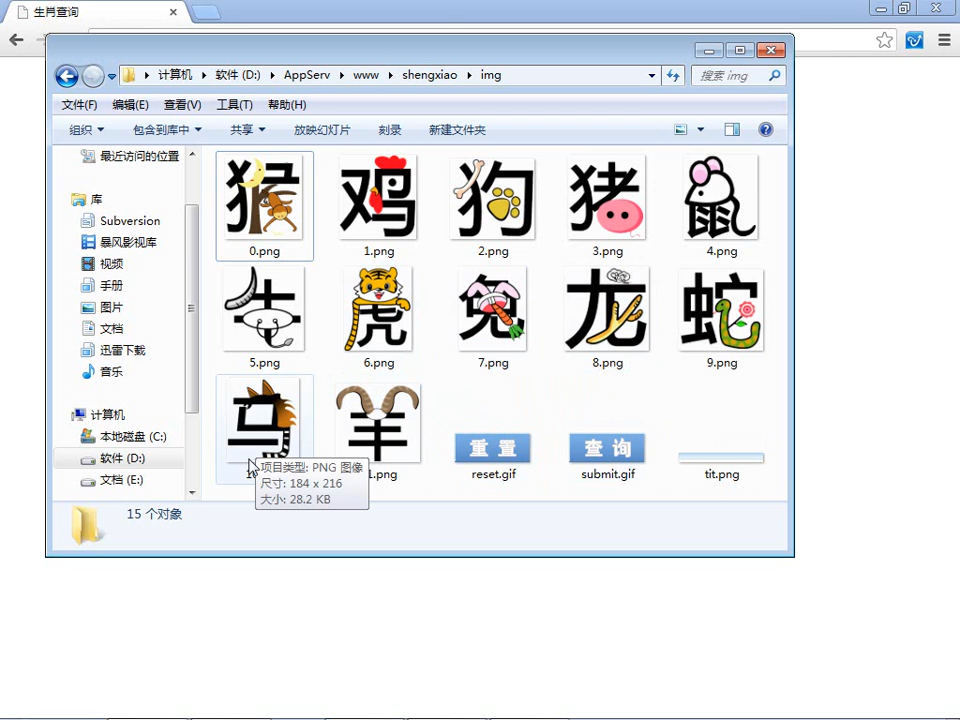 生肖查询
计算机 软件 (D:) AppServ www shengxiao img
搜索 img
文件(F) 编辑(E) 查看(V) 工具(T) 帮助(H)
组织 包含到库中 共享 放映幻灯片 刻录 新建文件夹
最近访问的位置
库
Subversion
暴风影视库
视频
手册
图片
文档
迅雷下载
音乐
计算机
本地磁盘 (C:)
软件 (D:)
文档 (E:)
猴 鸡 狗 猪 鼠
0.png 1.png 2.png 3.png 4.png
牛 虎 兔 龙 蛇
5.png 6.png 7.png 8.png 9.png
马 羊 重 置 查 询
1.png reset.gif submit.gif tit.png
项目类型: PNG 图像
尺寸: 184 x 216
大小: 28.2 KB
15 个对象